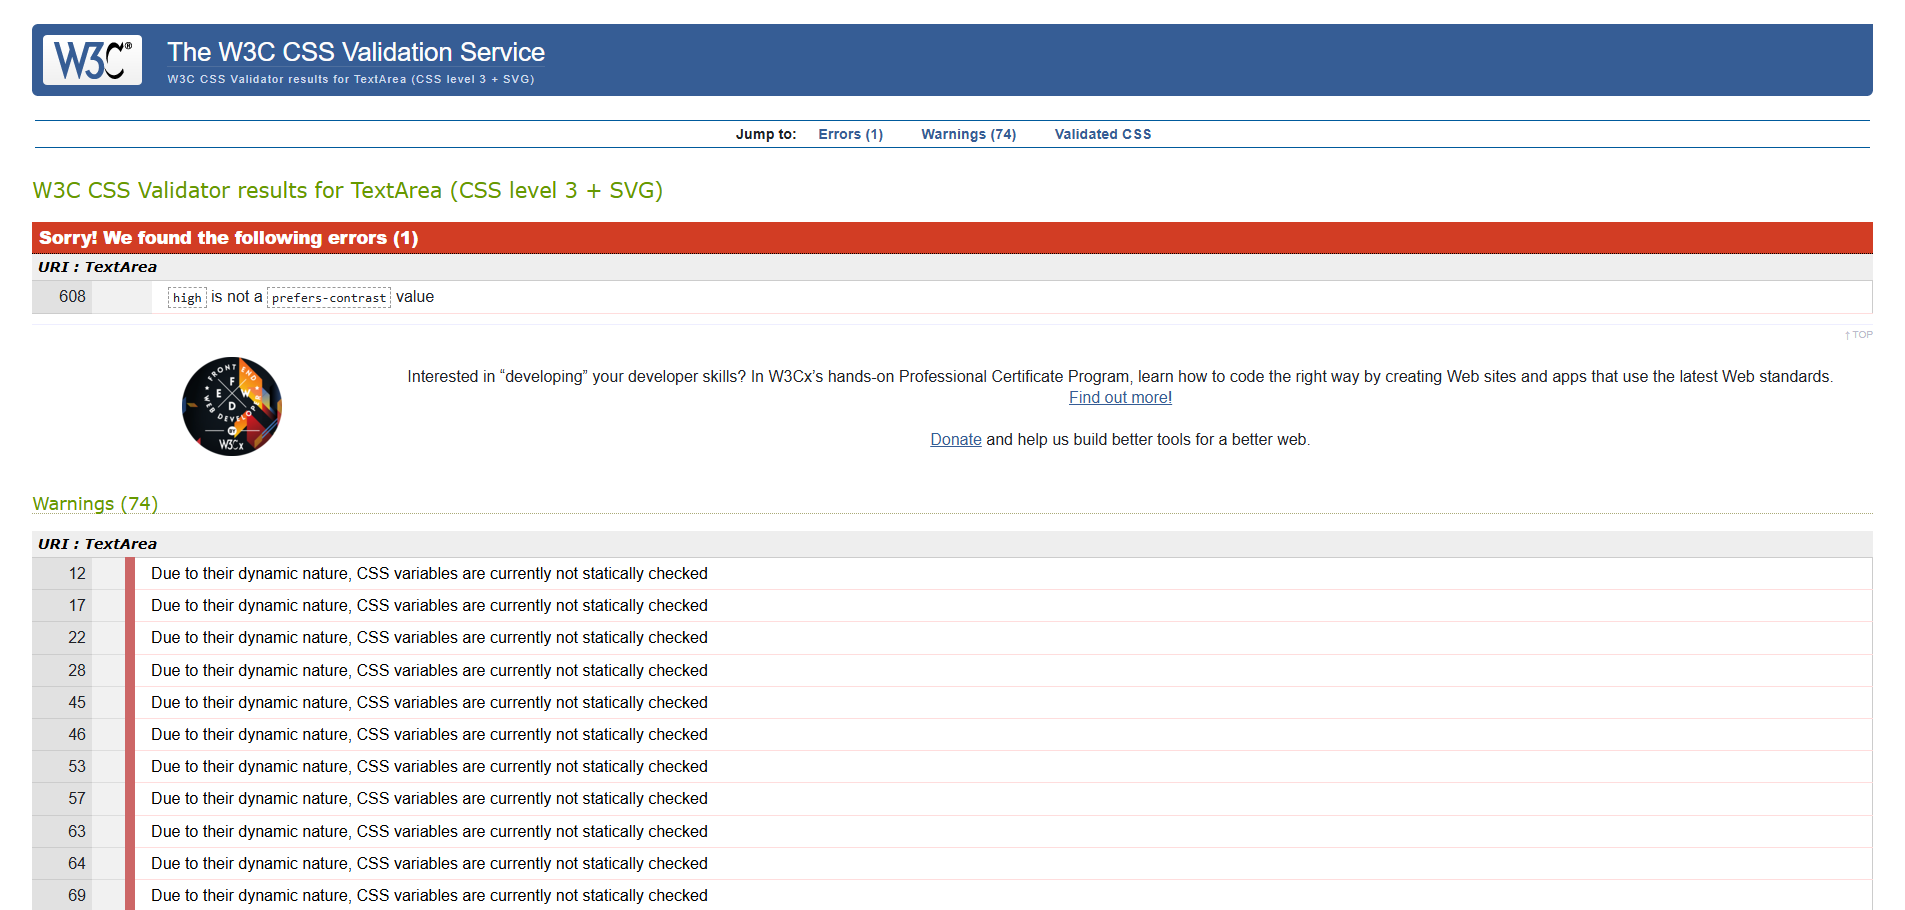 W3C®
The W3C CSS Validation Service
W3C CSS Validator results for TextArea (CSS level 3 + SVG)
Jump to: Errors (1) Warnings (74) Validated CSS
W3C CSS Validator results for TextArea (CSS level 3 + SVG)
Sorry! We found the following errors (1)
URI : TextArea
608 high is not a prefers-contrast value
↑ TOP
FRONT END
F
E W
D
WEB DEVELOPER
BY
W3Cx
Interested in “developing” your developer skills? In W3Cx’s hands-on Professional Certificate Program, learn how to code the right way by creating Web sites and apps that use the latest Web standards.
Find out more!
Donate and help us build better tools for a better web.
Warnings (74)
URI : TextArea
12 Due to their dynamic nature, CSS variables are currently not statically checked
17 Due to their dynamic nature, CSS variables are currently not statically checked
22 Due to their dynamic nature, CSS variables are currently not statically checked
28 Due to their dynamic nature, CSS variables are currently not statically checked
45 Due to their dynamic nature, CSS variables are currently not statically checked
46 Due to their dynamic nature, CSS variables are currently not statically checked
53 Due to their dynamic nature, CSS variables are currently not statically checked
57 Due to their dynamic nature, CSS variables are currently not statically checked
63 Due to their dynamic nature, CSS variables are currently not statically checked
64 Due to their dynamic nature, CSS variables are currently not statically checked
69 Due to their dynamic nature, CSS variables are currently not statically checked